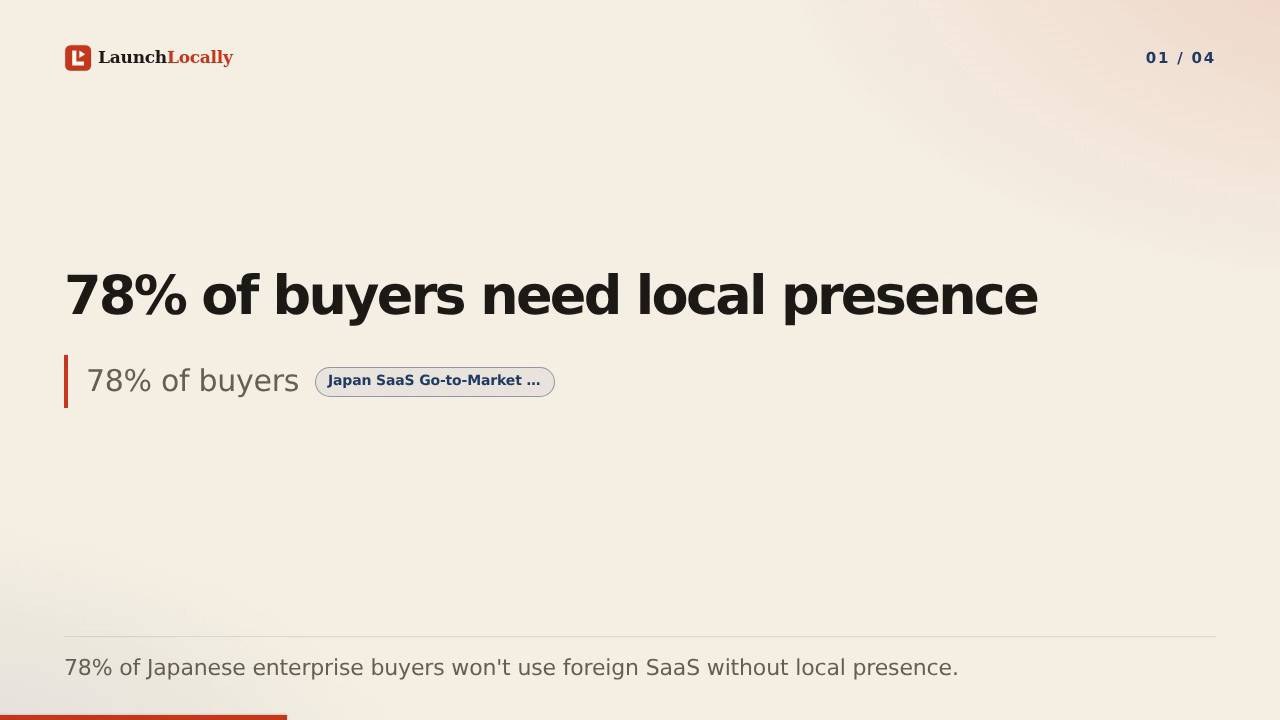 LaunchLocally
01 / 04
78% of buyers need local presence
78% of buyers
Japan SaaS Go-to-Market ...
78% of Japanese enterprise buyers won't use foreign SaaS without local presence.